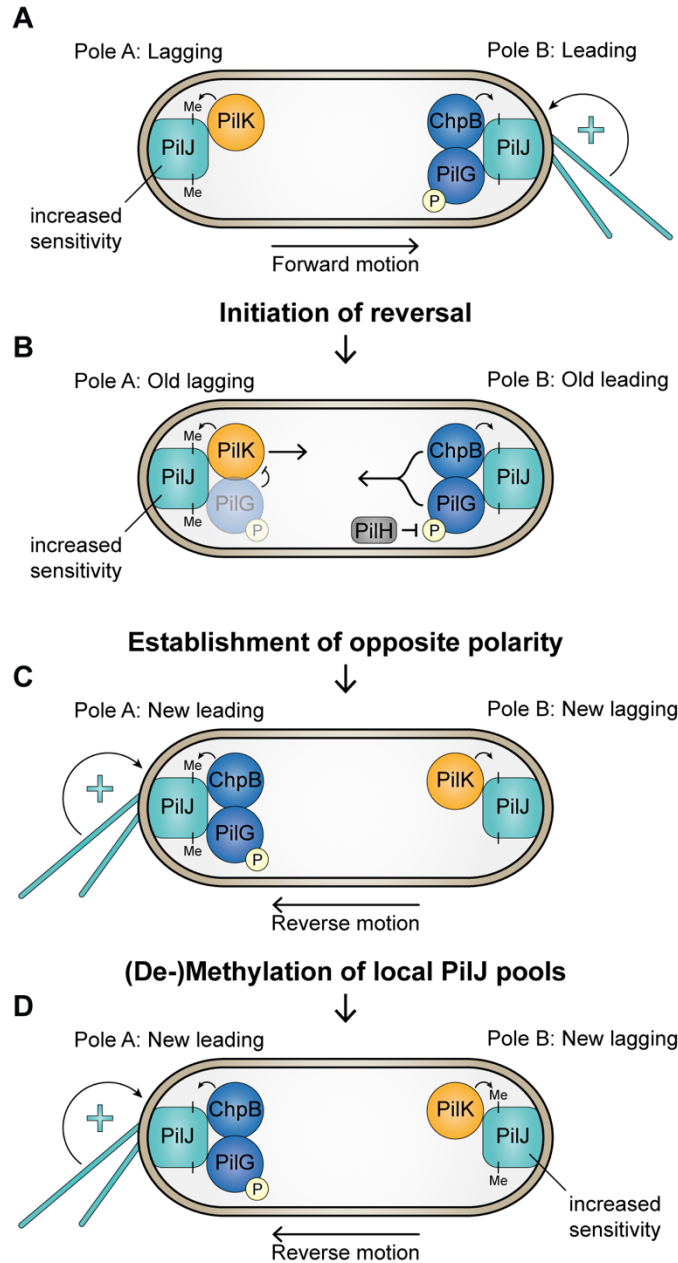 A
Pole A: Lagging
Pole B: Leading
Me
PilK
ChpB
+
PilJ
PilJ
PilG
Me
P
increased
sensitivity
Forward motion
Initiation of reversal
B
Pole A: Old lagging
Pole B: Old leading
Me
PilK
ChpB
PilJ
PilJ
PilG
PilG
Me
P
PilH
P
increased
sensitivity
Establishment of opposite polarity
C
Pole A: New leading
Pole B: New lagging
+
Me
ChpB
PilK
PilJ
PilJ
PilG
Me
P
Reverse motion
(De-)Methylation of local PilJ pools
D
Pole A: New leading
Pole B: New lagging
+
ChpB
PilK
Me
PilJ
PilJ
PilG
P
Me
increased
sensitivity
Reverse motion